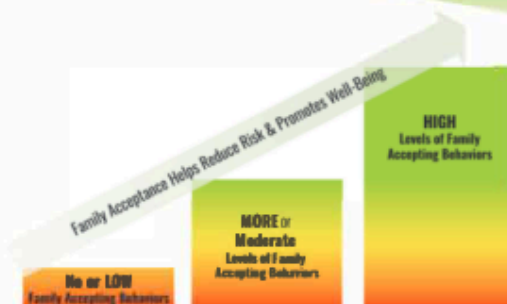 Family Acceptance Helps Reduce Risk & Promotes Well-Being
HIGH
Levels of Family
Accepting Behaviors
MORE or
Moderate
Levels of Family
Accepting Behaviors
No or LOW
Family Accepting Behaviors